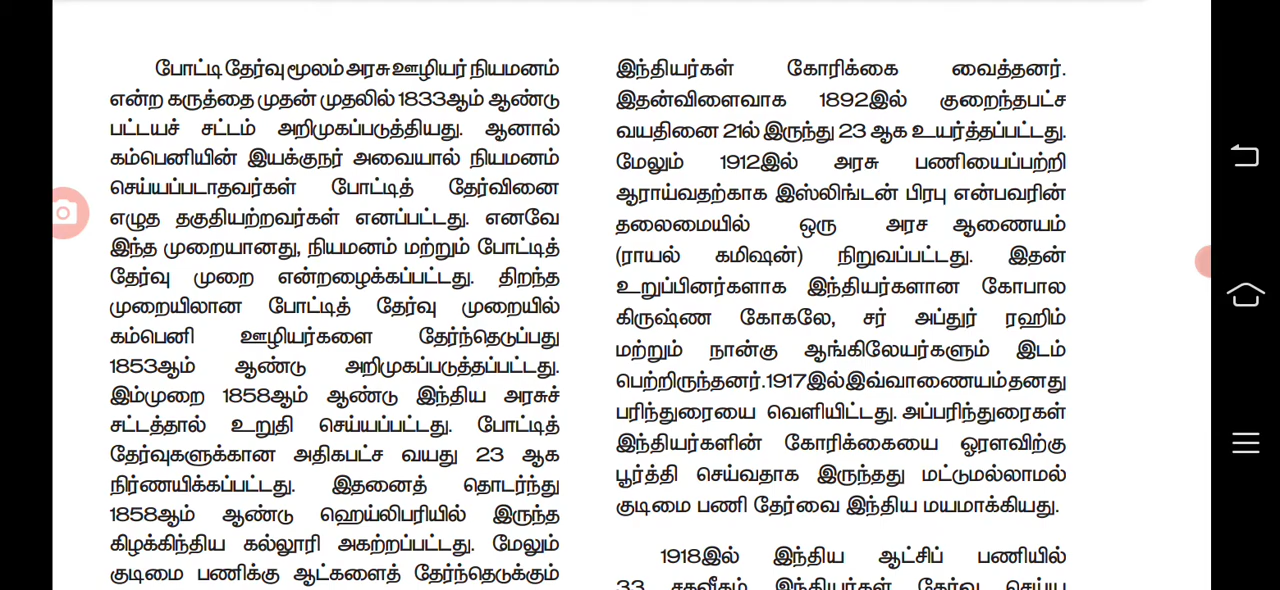 போட்டி தேர்வு மூலம் அரசு ஊழியர் நியமனம்
என்ற கருத்தை முதன் முதலில் 1833ஆம் ஆண்டு
பட்டயச் சட்டம் அறிமுகப்படுத்தியது. ஆனால்
கம்பெனியின் இயக்குநர் அவையால் நியமனம்
செய்யப்படாதவர்கள் போட்டித் தேர்வினை
எழுத தகுதியற்றவர்கள் எனப்பட்டது. எனவே
இந்த முறையானது, நியமனம் மற்றும் போட்டித்
தேர்வு முறை என்றழைக்கப்பட்டது. திறந்த
முறையிலான போட்டித் தேர்வு முறையில்
கம்பெனி ஊழியர்களை தேர்ந்தெடுப்பது
1853ஆம் ஆண்டு அறிமுகப்படுத்தப்பட்டது.
இம்முறை 1858ஆம் ஆண்டு இந்திய அரசுச்
சட்டத்தால் உறுதி செய்யப்பட்டது. போட்டித்
தேர்வுகளுக்கான அதிகபட்ச வயது 23 ஆக
நிர்ணயிக்கப்பட்டது. இதனைத் தொடர்ந்து
1858ஆம் ஆண்டு ஹெய்லிபரியில் இருந்த
கிழக்கிந்திய கல்லூரி அகற்றப்பட்டது. மேலும்
குடிமை பணிக்கு ஆட்களைத் தேர்ந்தெடுக்கும்
இந்தியர்கள் கோரிக்கை வைத்தனர்.
இதன்விளைவாக 1892இல் குறைந்தபட்ச
வயதினை 21ல் இருந்து 23 ஆக உயர்த்தப்பட்டது.
மேலும் 1912இல் அரசு பணியைப்பற்றி
ஆராய்வதற்காக இஸ்லிங்டன் பிரபு என்பவரின்
தலைமையில் ஒரு அரச ஆணையம்
(ராயல் கமிஷன்) நிறுவப்பட்டது. இதன்
உறுப்பினர்களாக இந்தியர்களான கோபால
கிருஷ்ண கோகலே, சர் அப்துர் ரஹிம்
மற்றும் நான்கு ஆங்கிலேயர்களும் இடம்
பெற்றிருந்தனர். 1917இல் இவ்வாணையம் தனது
பரிந்துரையை வெளியிட்டது. அப்பரிந்துரைகள்
இந்தியர்களின் கோரிக்கையை ஓரளவிற்கு
பூர்த்தி செய்வதாக இருந்தது மட்டுமல்லாமல்
குடிமை பணி தேர்வை இந்திய மயமாக்கியது.
1918இல் இந்திய ஆட்சிப் பணியில்
33 சதவீதம் இந்தியர்கள் தேர்வு செய்ய